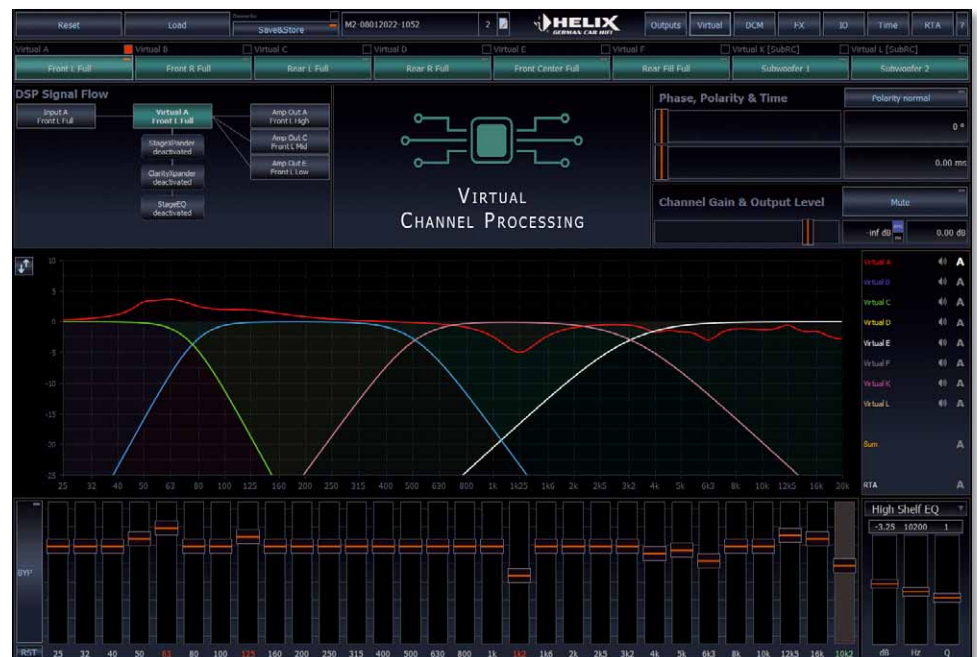 Reset Load Save&Store M2-08012022-1052 2 HELIX Outputs Virtual DCM FX IO Time RTA ?
GERMAN CAR HIFI
Virtual A Virtual B Virtual C Virtual D Virtual E Virtual F Virtual K [SubRC] Virtual L [SubRC]
Front L Full Front R Full Rear L Full Rear R Full Front Center Full Rear Fill Full Subwoofer 1 Subwoofer 2
DSP Signal Flow
Input A
Front L Full
Virtual A
Front L Full
Amp Out A
Front L High
Amp Out C
Front L Mid
Amp Out E
Front L Low
StageXPander
deactivated
ClarityXpander
deactivated
StageEQ
deactivated
VIRTUAL
CHANNEL PROCESSING
Phase, Polarity & Time Polarity normal
0 °
0.00 ms
Channel Gain & Output Level Mute
-inf dB 0.00 dB
10
5
0
-5
-10
-15
-20
-25
25 32 40 50 63 80 100 125 160 200 250 315 400 500 630 800 1k 1k25 1k6 2k 2k5 3k2 4k 5k 6k3 8k 10k 12k5 16k 20k
Virtual A A
Virtual B A
Virtual C A
Virtual D A
Virtual E A
Virtual F A
Virtual K A
Virtual L A
Sum A
RTA A
BYP
RST 25 32 40 50 63 80 100 125 160 200 250 315 400 500 630 800 1k 1k2 1k6 2k 2k5 3k2 4k 5k 6k3 8k 10k 12k5 16k 10k2
High Shelf EQ
-3.25 10200 1
dB Hz Q